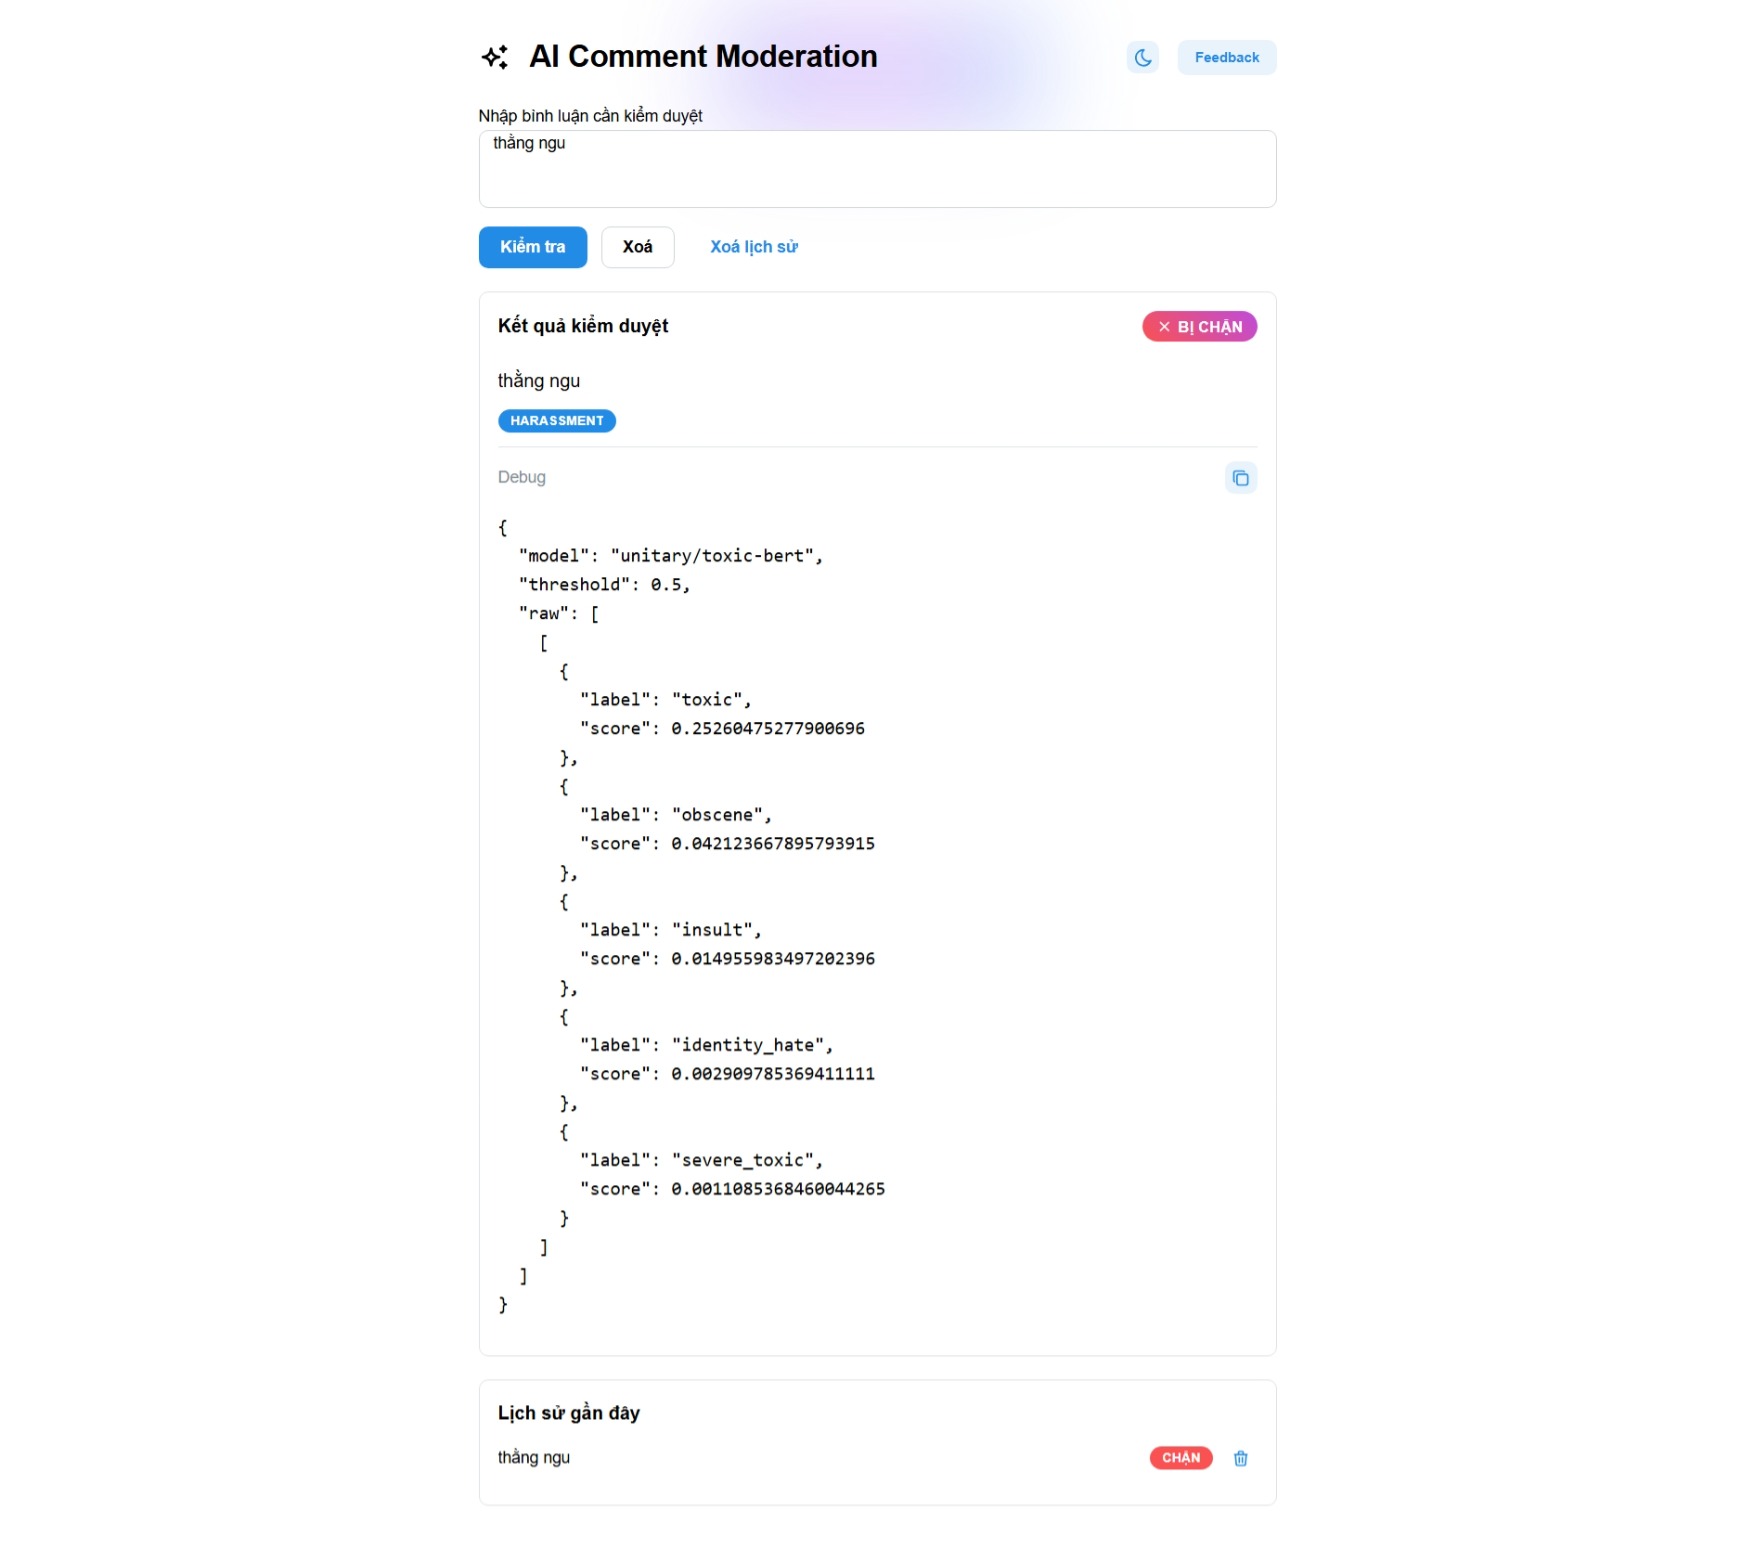 AI Comment Moderation
Feedback
Nhập bình luận cần kiểm duyệt
thằng ngu
Kiểm tra
Xoá
Xoá lịch sử
Kết quả kiểm duyệt
× BỊ CHẶN
thằng ngu
HARASSMENT
Debug
{
  "model": "unitary/toxic-bert",
  "threshold": 0.5,
  "raw": [
    [
      {
        "label": "toxic",
        "score": 0.25260475277900696
      },
      {
        "label": "obscene",
        "score": 0.042123667895793915
      },
      {
        "label": "insult",
        "score": 0.014955983497202396
      },
      {
        "label": "identity_hate",
        "score": 0.002909785369411111
      },
      {
        "label": "severe_toxic",
        "score": 0.0011085368460044265
      }
    ]
  ]
}
Lịch sử gần đây
thằng ngu
CHẶN